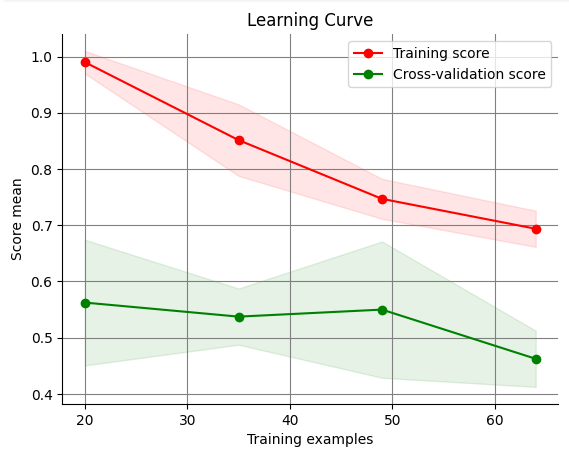 Learning Curve
Training score
Cross-validation score
Score mean
1.0
0.9
0.8
0.7
0.6
0.5
0.4
20 30 40 50 60
Training examples